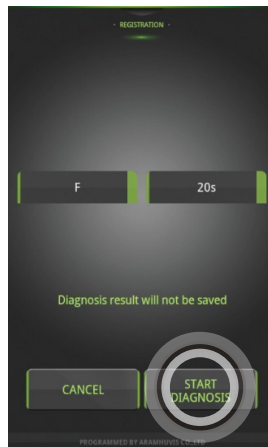 · REGISTRATION ·
F
20s
Diagnosis result will not be saved
CANCEL
START
DIAGNOSIS
PROGRAMMED BY ARAMHUVIS CO.,LTD